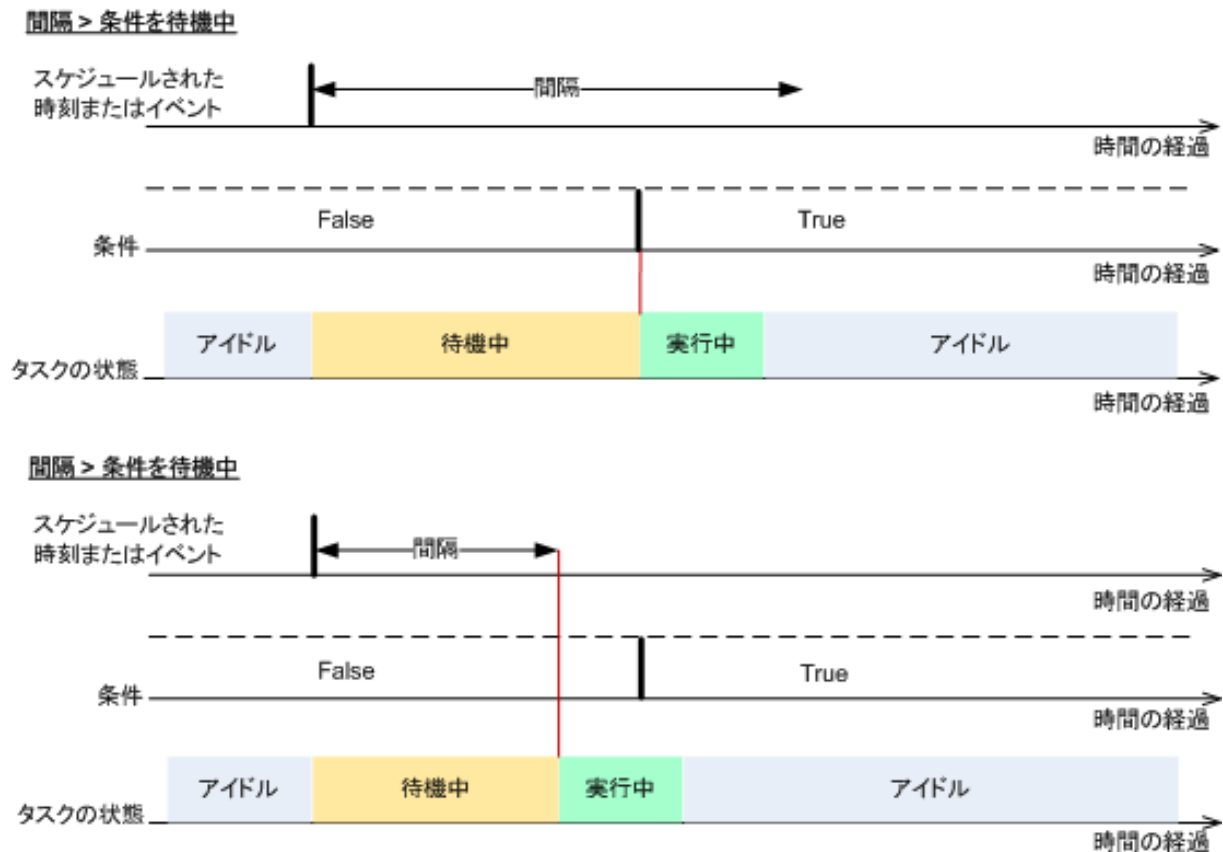 間隔 > 条件を待機中
スケジュールされた
時刻またはイベント
間隔
時間の経過
False
True
条件
時間の経過
アイドル
待機中
実行中
アイドル
タスクの状態
時間の経過
間隔 > 条件を待機中
スケジュールされた
時刻またはイベント
間隔
時間の経過
False
True
条件
時間の経過
アイドル
待機中
実行中
アイドル
タスクの状態
時間の経過